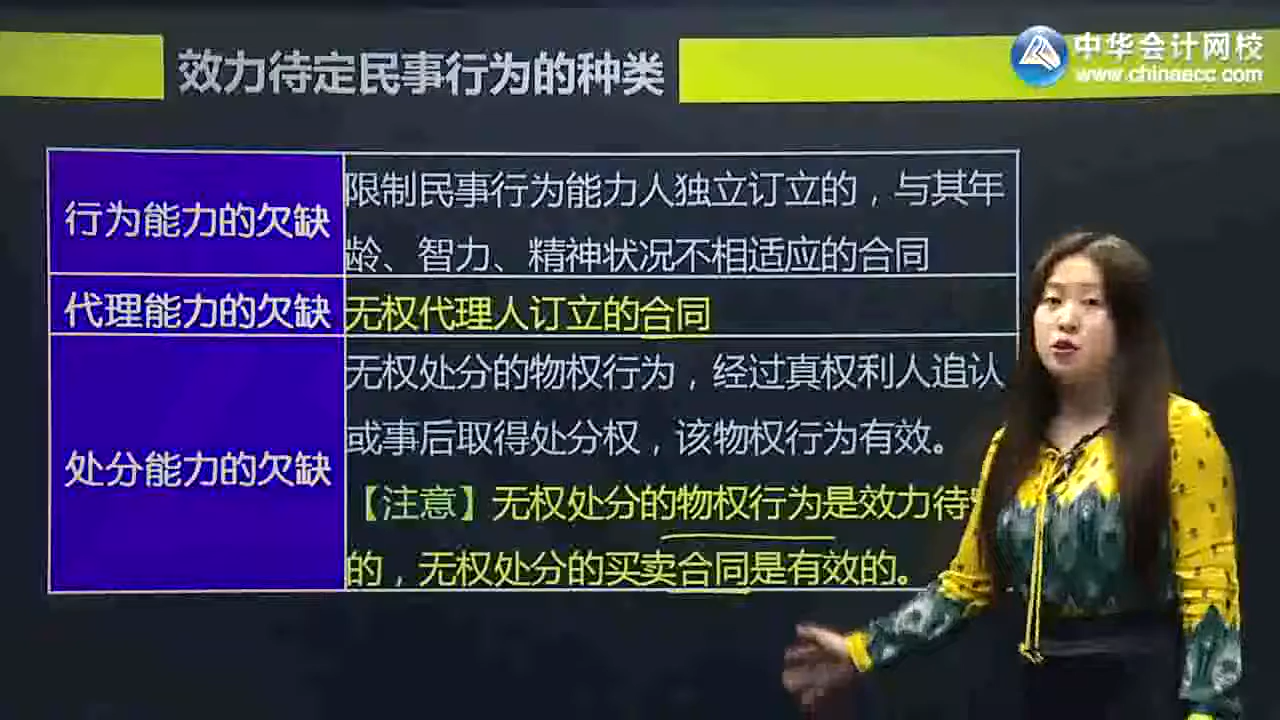 效力待定民事行为的种类
中华会计网校
www.chinaecc.com
行为能力的欠缺
限制民事行为能力人独立订立的，与其年
龄、智力、精神状况不相适应的合同
代理能力的欠缺
无权代理人订立的合同
处分能力的欠缺
无权处分的物权行为，经过真权利人追认
或事后取得处分权，该物权行为有效。
【注意】无权处分的物权行为是效力待
的，无权处分的买卖合同是有效的。